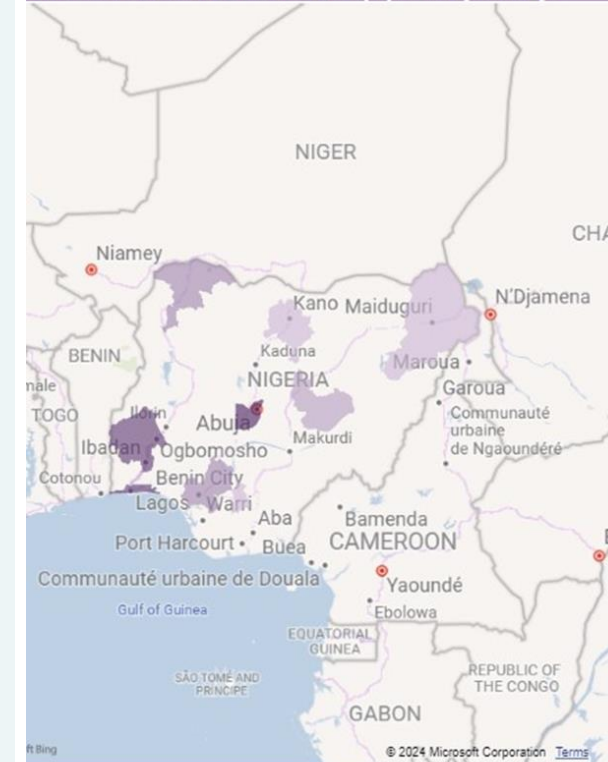 NIGER
CHA
Niamey
Kano
Maiduguri
N'Djamena
Kaduna
BENIN
Maroua
NIGERIA
Garoua
TOGO
Ilorin
Abuja
Communauté
urbaine
de Ngaoundéré
Makurdi
Ibadan
Ogbomosho
Cotonou
Benin City
Lagos
Warri
Aba
Bamenda
Port Harcourt
Buea
CAMEROON
Communauté urbaine de Douala
Yaoundé
Gulf of Guinea
Ebolowa
EQUATORIAL
GUINEA
SÃO TOMÉ AND
PRINCIPE
REPUBLIC OF
THE CONGO
GABON
ft Bing
© 2024 Microsoft Corporation Terms